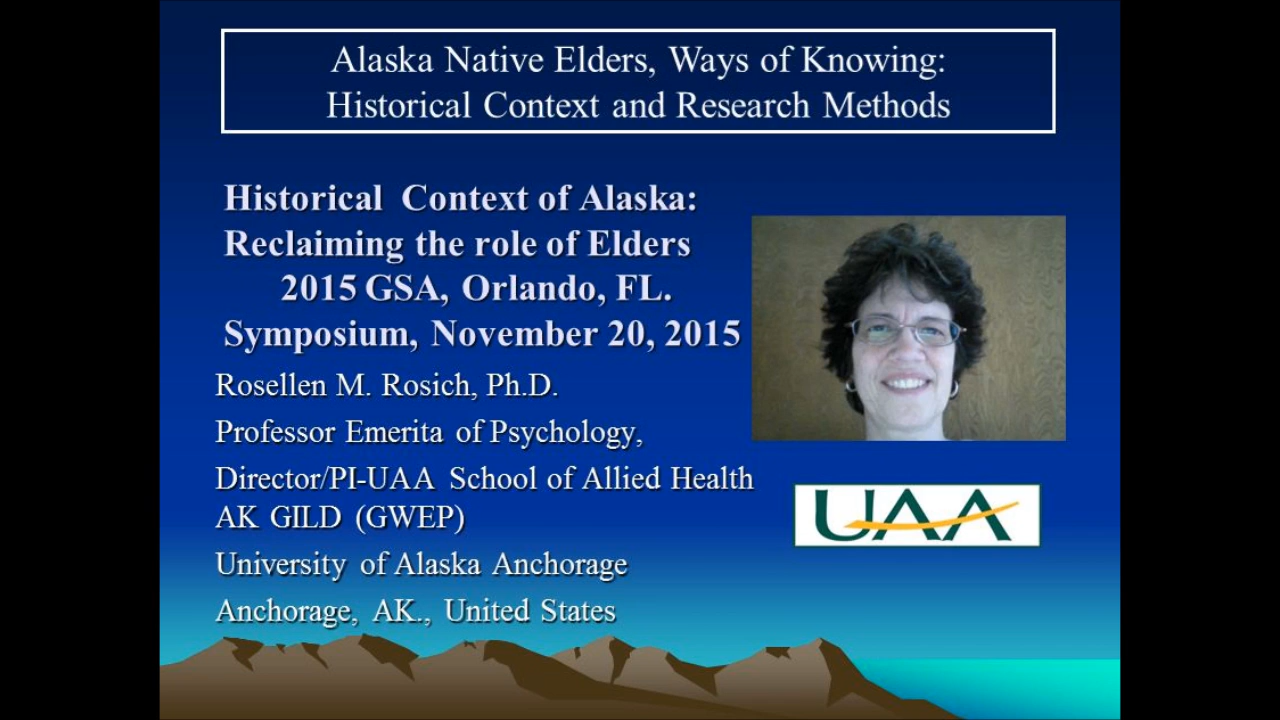 Alaska Native Elders, Ways of Knowing:
Historical Context and Research Methods
Historical Context of Alaska:
Reclaiming the role of Elders
2015 GSA, Orlando, FL.
Symposium, November 20, 2015
Rosellen M. Rosich, Ph.D.
Professor Emerita of Psychology,
Director/PI-UAA School of Allied Health
AK GILD (GWEP)
University of Alaska Anchorage
Anchorage, AK., United States
UAA